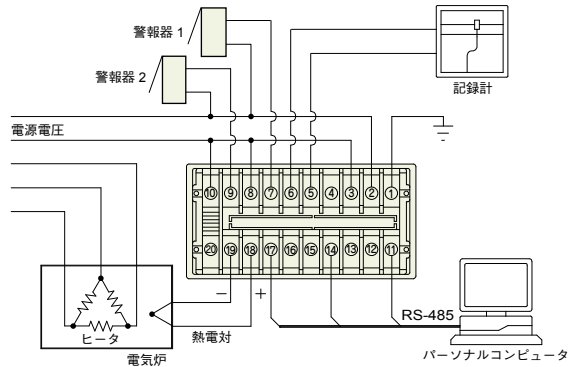 警報器 1
警報器 2
記録計
電源電圧
⑩ ⑨ ⑧ ⑦ ⑥ ⑤ ④ ③ ② ①
⑳ ⑲ ⑱ ⑰ ⑯ ⑮ ⑭ ⑬ ⑫ ⑪
− +
RS-485
熱電対
ヒータ
電気炉
パーソナルコンピュータ